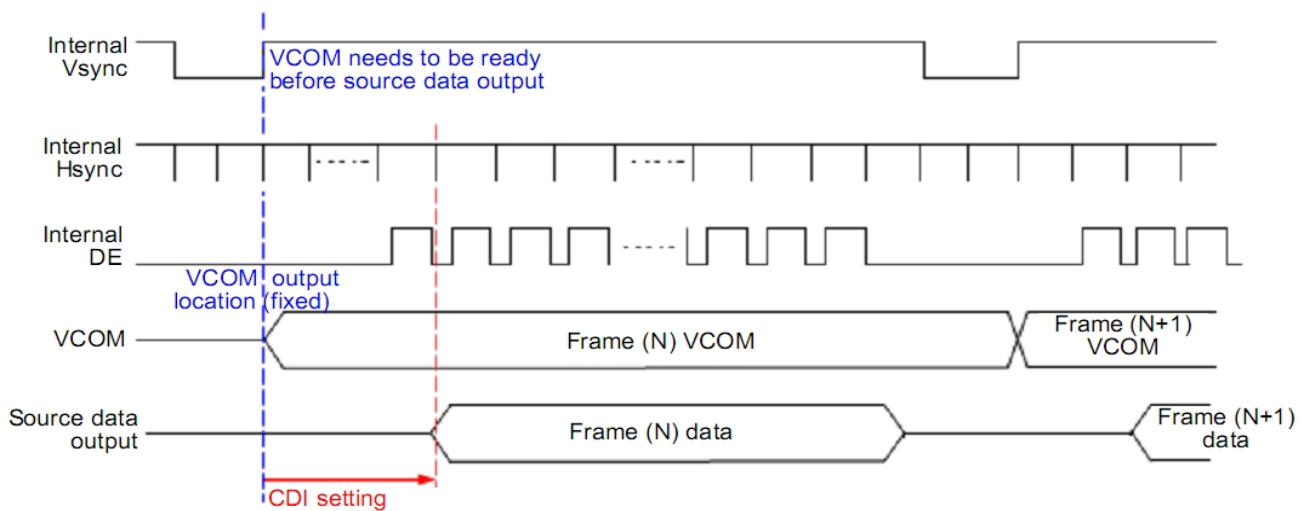 Internal
Vsync
VCOM needs to be ready
before source data output
Internal
Hsync
Internal
DE
VCOM output
location (fixed)
VCOM
Frame (N) VCOM
Frame (N+1)
VCOM
Source data
output
Frame (N) data
Frame (N+1)
data
CDI setting